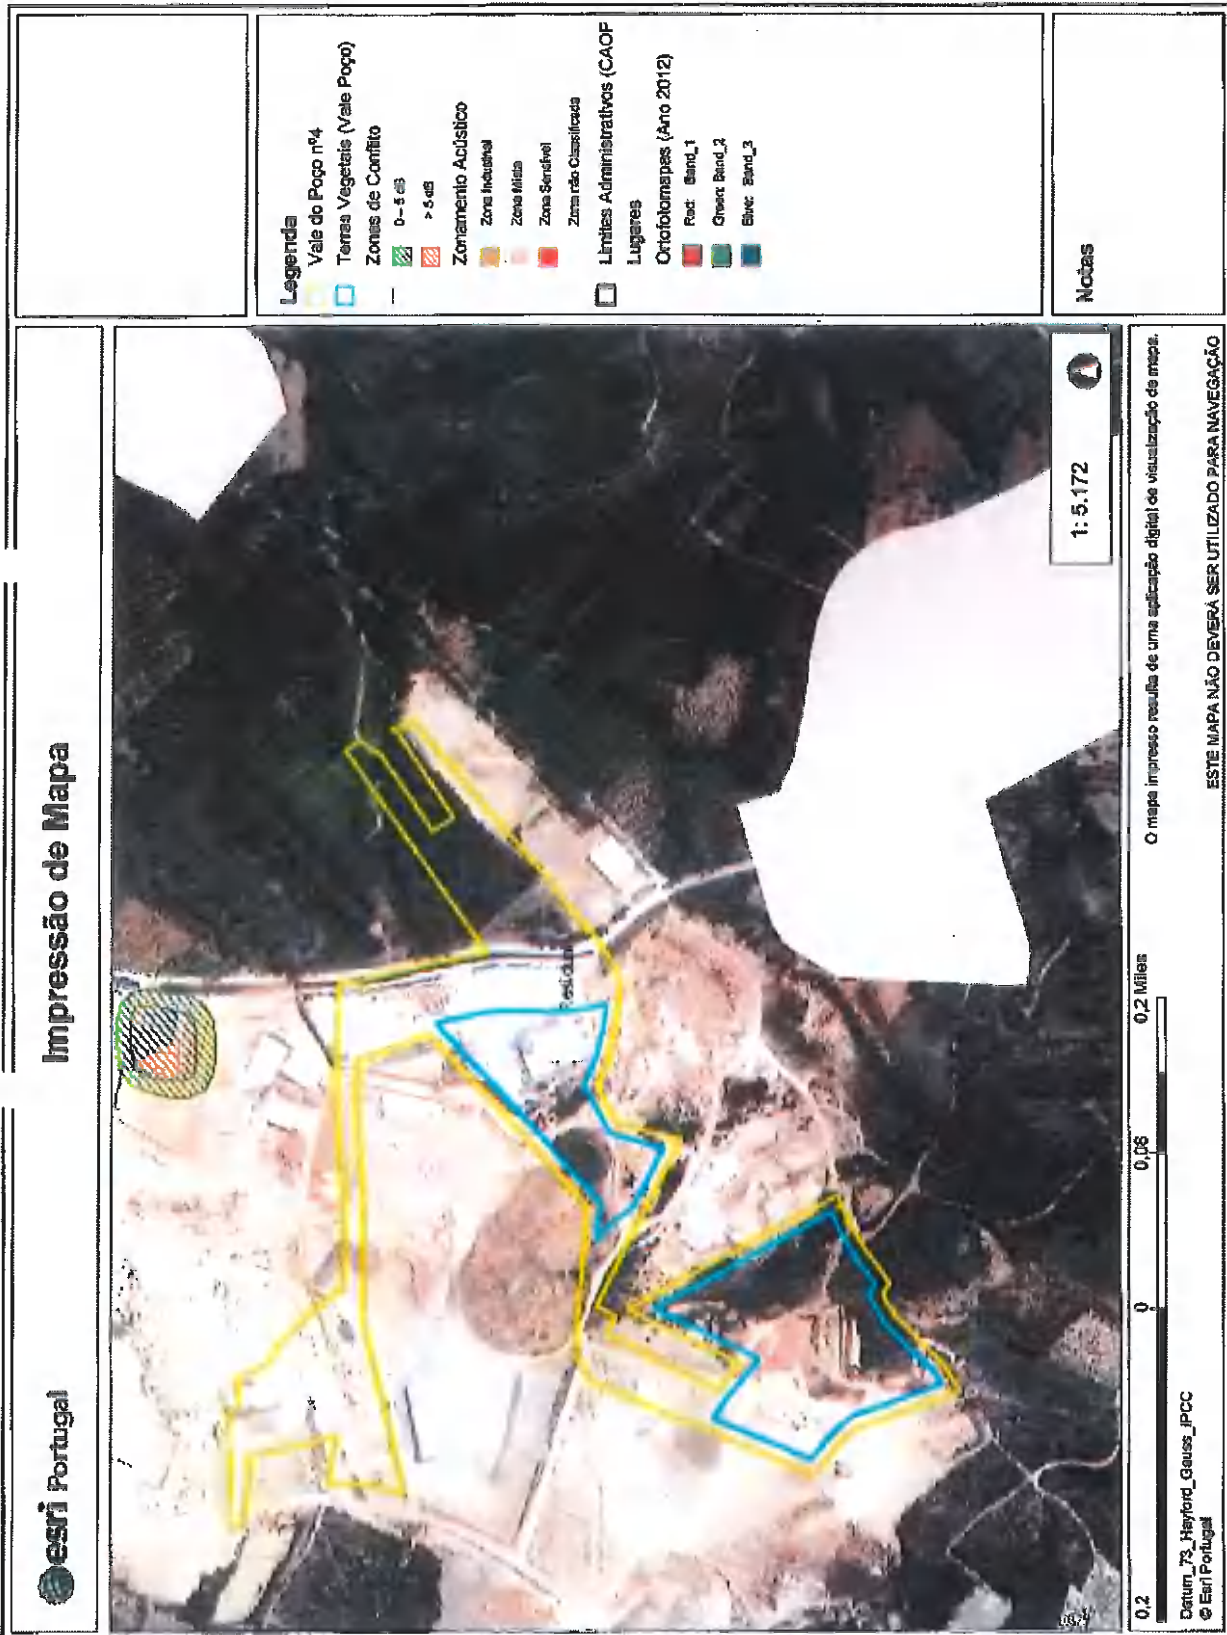 esri Portugal
Impressão de Mapa
Legenda
Vale do Poço nº4
Terras Vegetais (Vale Poço)
Zonas de Conflito
0 – 5 dB
> 5 dB
Zonamento Acústico
Zona Industrial
Zona Mista
Zona Sensível
Zona não Classificada
Limites Administrativos (CAOP
Lugares
Ortofotomapas (Ano 2012)
Red: Band_1
Green: Band_2
Blue: Band_3
Notas
1: 5.172
0,2
0
0,08
0,2 Miles
Datum_73_Hayford_Gauss_IPCC
© Esri Portugal
O mapa impresso resulta de uma aplicação digital de visualização de mapa.
ESTE MAPA NÃO DEVERÁ SER UTILIZADO PARA NAVEGAÇÃO